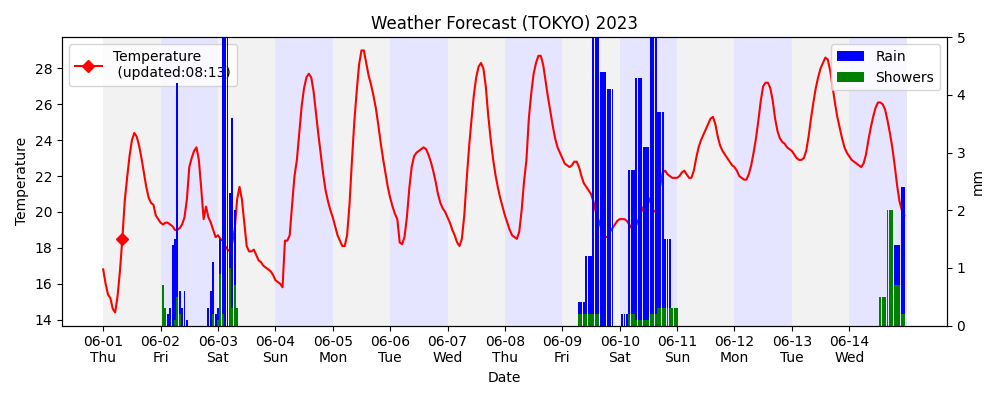 Weather Forecast (TOKYO) 2023
Temperature
(updated:08:13)
Rain
Showers
Temperature
28
26
24
22
20
18
16
14
5
4
3
2
1
0
mm
06-01 06-02 06-03 06-04 06-05 06-06 06-07 06-08 06-09 06-10 06-11 06-12 06-13 06-14
Thu Fri Sat Sun Mon Tue Wed Thu Fri Sat Sun Mon Tue Wed
Date